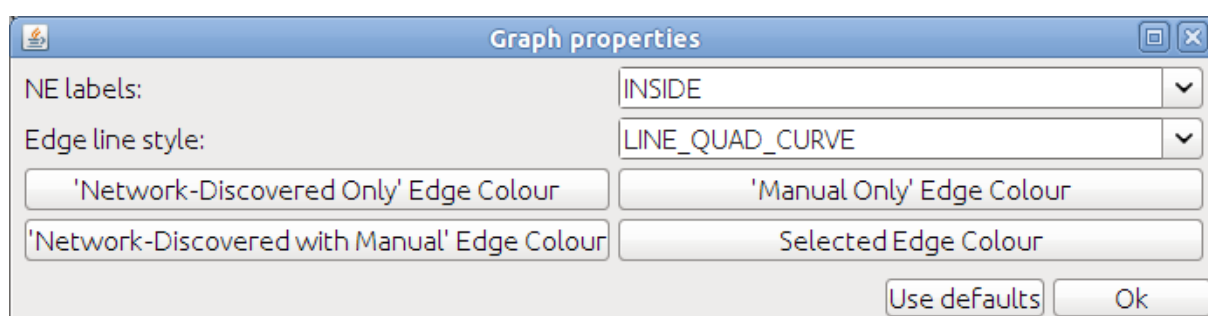 Graph properties
NE labels: INSIDE
Edge line style: LINE_QUAD_CURVE
'Network-Discovered Only' Edge Colour 'Manual Only' Edge Colour
'Network-Discovered with Manual' Edge Colour Selected Edge Colour
Use defaults Ok